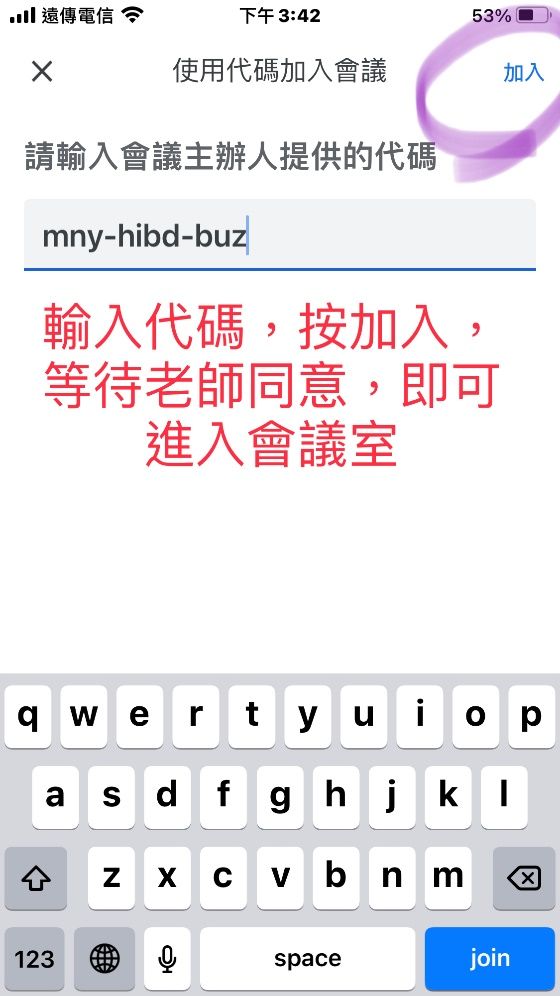 遠傳電信 下午 3:42 53%
使用代碼加入會議 加入
請輸入會議主辦人提供的代碼
mny-hibd-buz
輸入代碼，按加入，
等待老師同意，即可
進入會議室
q w e r t y u i o p
a s d f g h j k l
z x c v b n m
123 space join